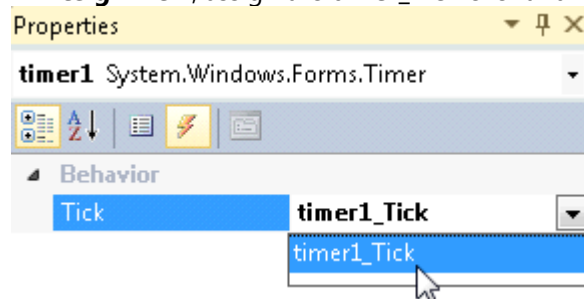 Properties
timer1 System.Windows.Forms.Timer
Behavior
Tick timer1_Tick
timer1_Tick